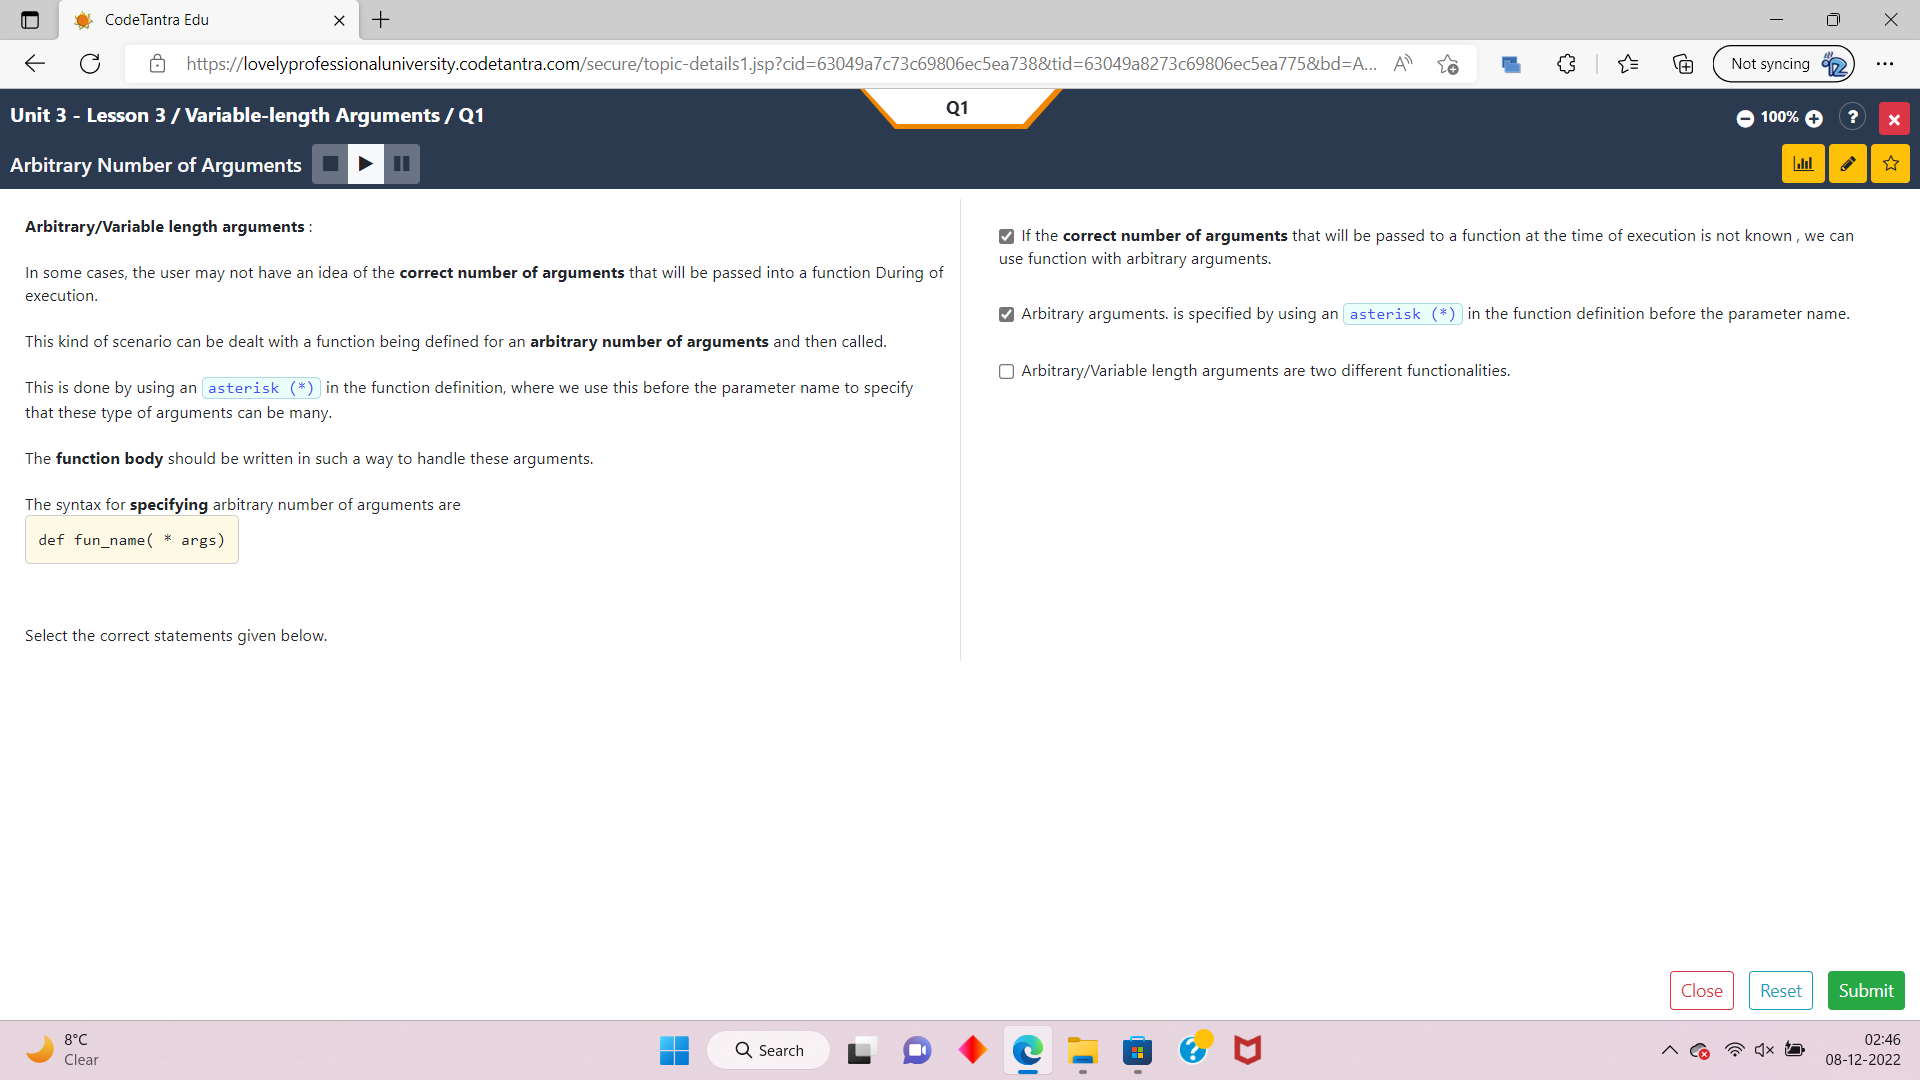 CodeTantra Edu
https://lovelyprofessionaluniversity.codetantra.com/secure/topic-details1.jsp?cid=63049a7c73c69806ec5ea738&tid=63049a8273c69806ec5ea775&bd=A...
Not syncing
Unit 3 - Lesson 3 / Variable-length Arguments / Q1
Q1
100%
?
Arbitrary Number of Arguments
Arbitrary/Variable length arguments :
In some cases, the user may not have an idea of the correct number of arguments that will be passed into a function During of
execution.
This kind of scenario can be dealt with a function being defined for an arbitrary number of arguments and then called.
This is done by using an asterisk (*) in the function definition, where we use this before the parameter name to specify
that these type of arguments can be many.
The function body should be written in such a way to handle these arguments.
The syntax for specifying arbitrary number of arguments are
def fun_name( * args)
Select the correct statements given below.
If the correct number of arguments that will be passed to a function at the time of execution is not known , we can
use function with arbitrary arguments.
Arbitrary arguments. is specified by using an asterisk (*) in the function definition before the parameter name.
Arbitrary/Variable length arguments are two different functionalities.
Close
Reset
Submit
8°C
Clear
Search
02:46
08-12-2022